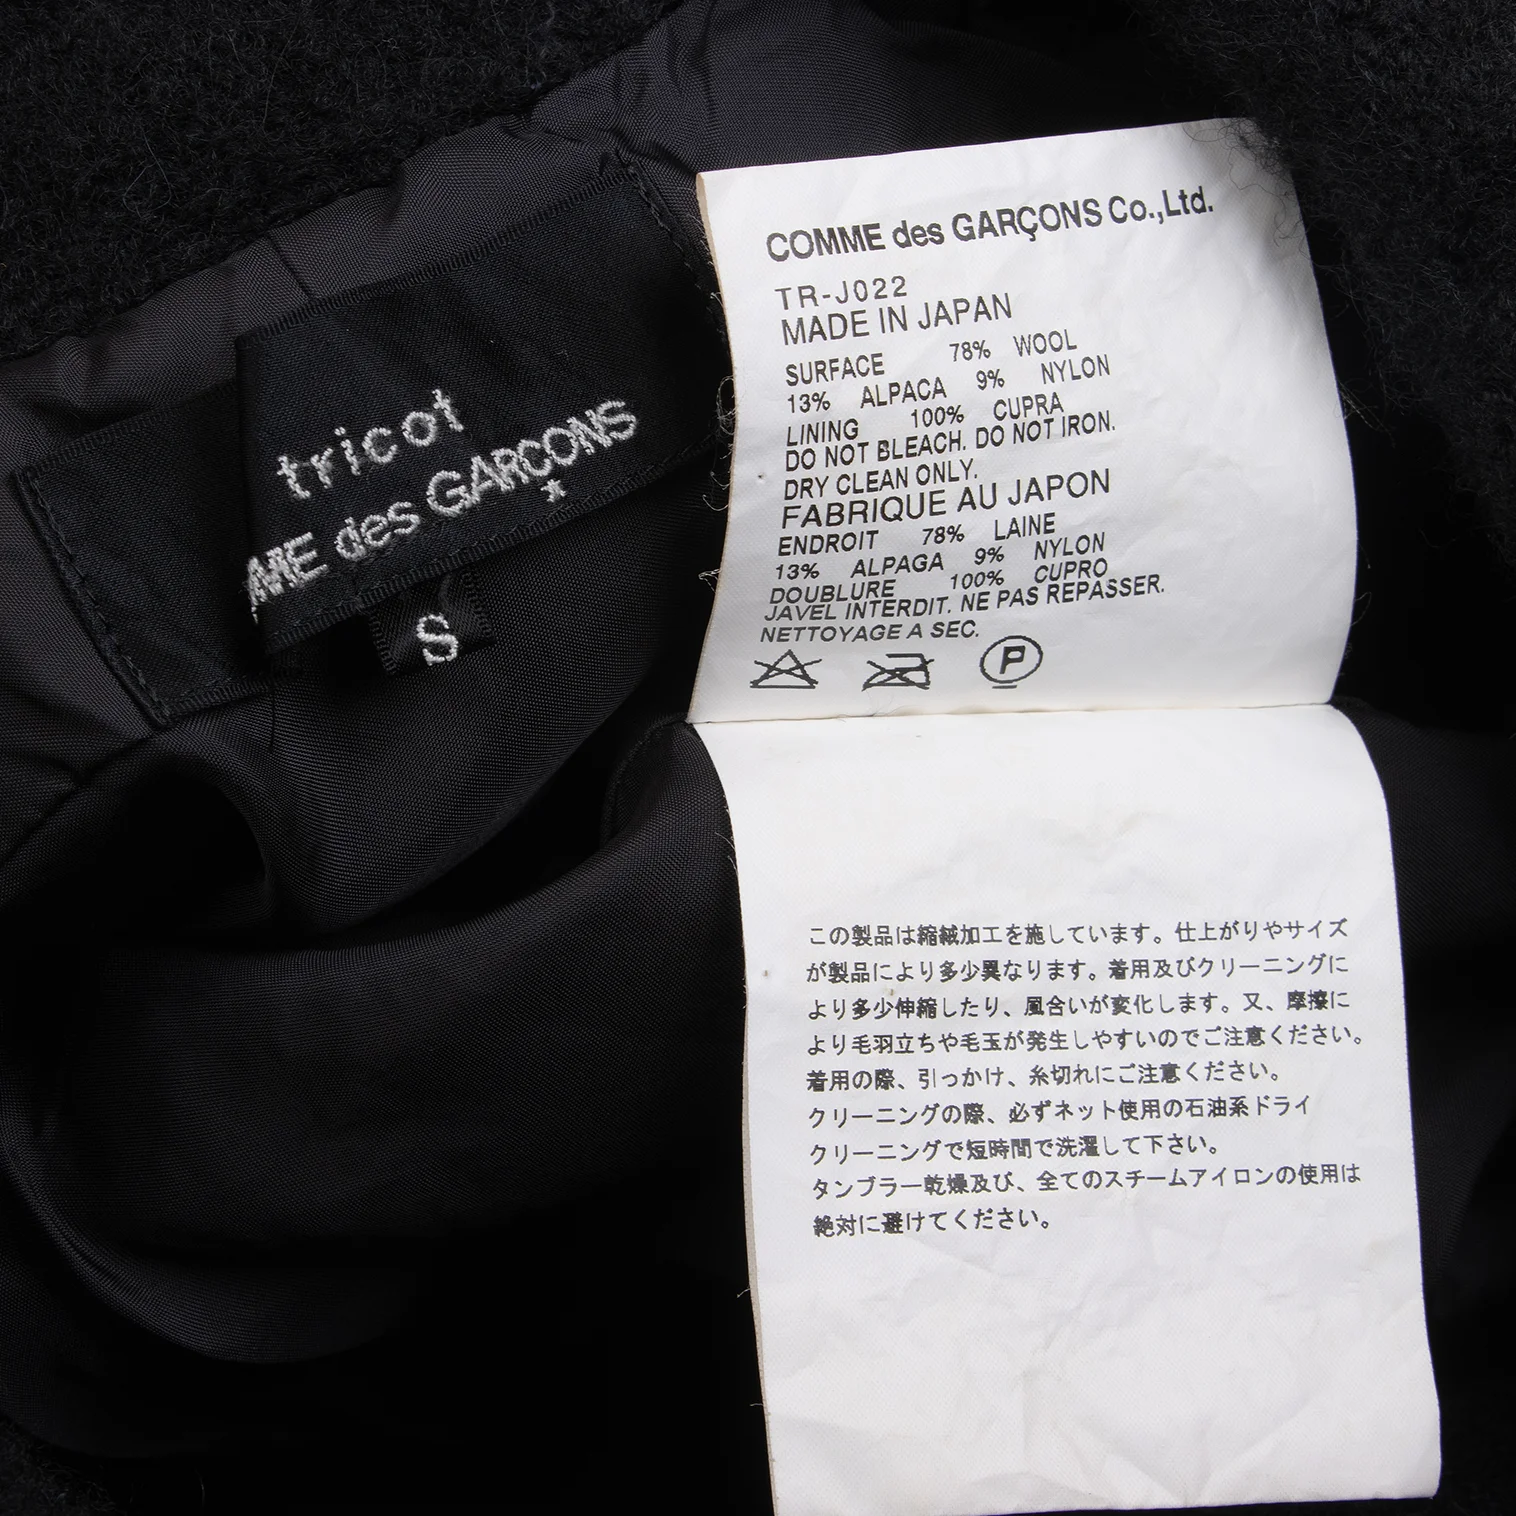 tricot
MME des GARCONS
S
COMME des GARÇONS Co.,Ltd.
TR-J022
MADE IN JAPAN
SURFACE 78% WOOL
13% ALPACA 9% NYLON
LINING 100% CUPRA
DO NOT BLEACH. DO NOT IRON.
DRY CLEAN ONLY.
FABRIQUE AU JAPON
ENDROIT 78% LAINE
13% ALPAGA 9% NYLON
DOUBLURE 100% CUPRO
JAVEL INTERDIT. NE PAS REPASSER.
NETTOYAGE A SEC.
P
この製品は縮絨加工を施しています。仕上がりやサイズ
が製品により多少異なります。着用及びクリーニングに
より多少伸縮したり、風合いが変化します。又、摩擦に
より毛羽立ちや毛玉が発生しやすいのでご注意ください。
着用の際、引っかけ、糸切れにご注意ください。
クリーニングの際、必ずネット使用の石油系ドライ
クリーニングで短時間で洗濯して下さい。
タンブラー乾燥及び、全てのスチームアイロンの使用は
絶対に避けてください。